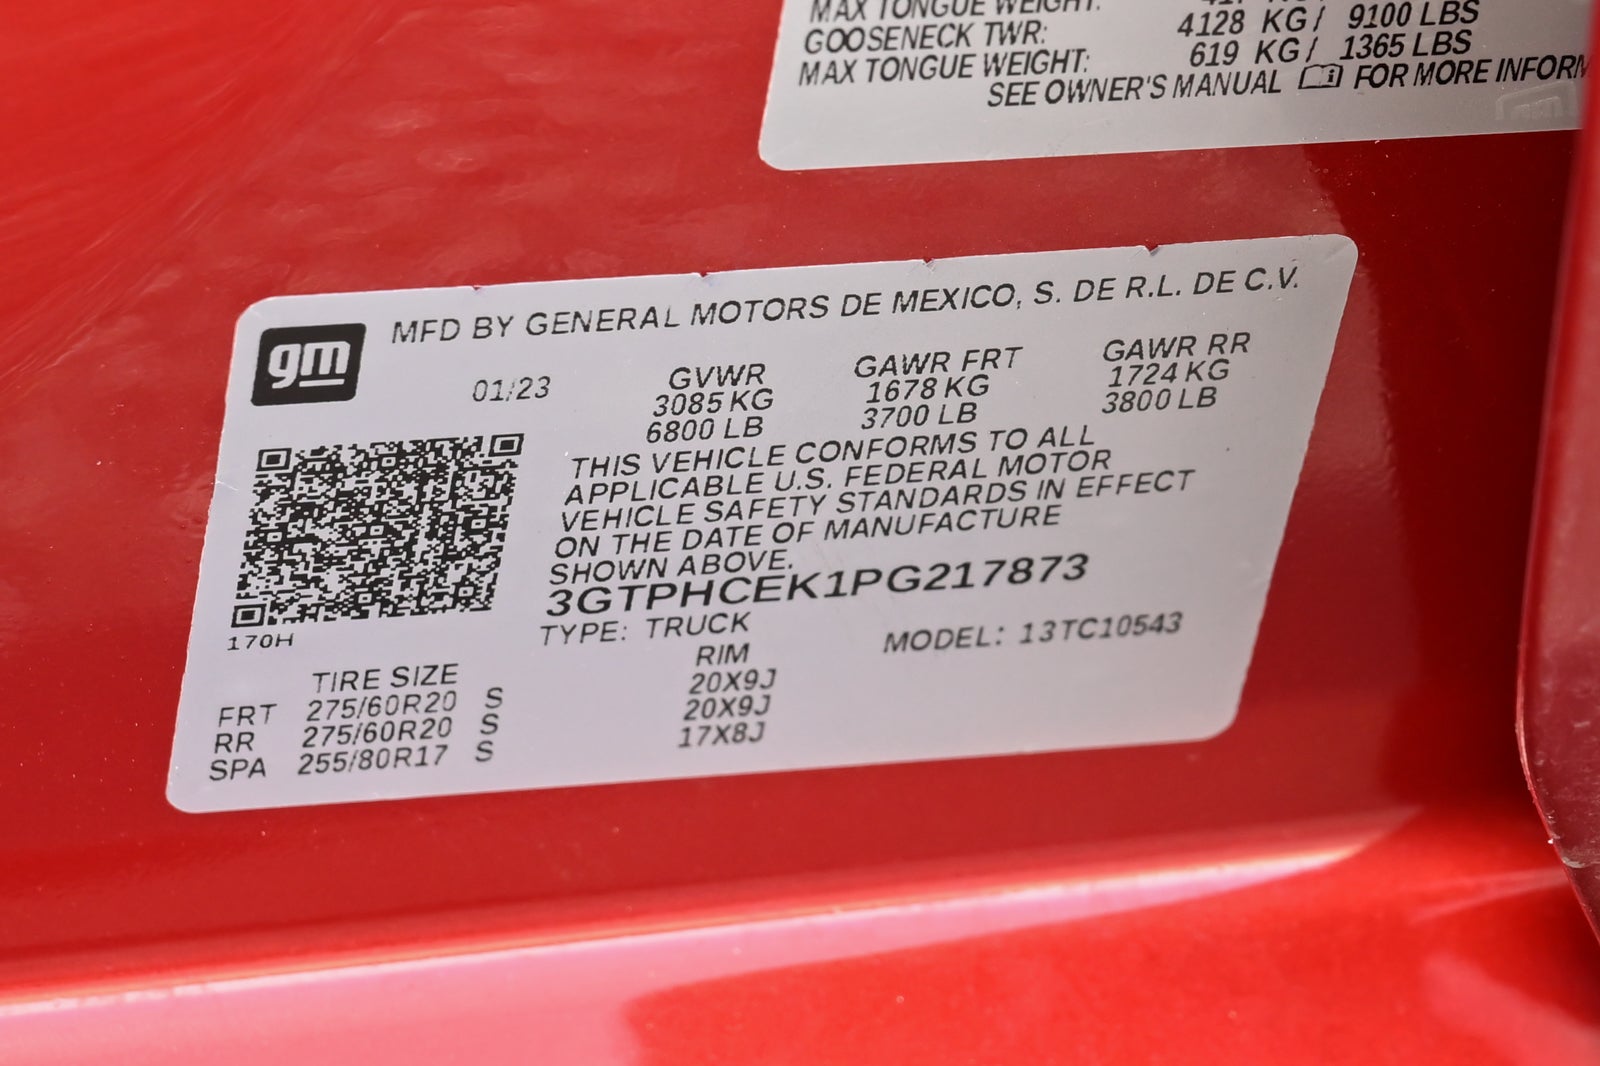 MAX TONGUE WEIGHT:
GOOSENECK TWR: 4128 KG / 9100 LBS
MAX TONGUE WEIGHT: 619 KG / 1365 LBS
SEE OWNER'S MANUAL FOR MORE
gm
MFD BY GENERAL MOTORS DE MEXICO, S. DE R.L. DE C.V.
01/23
GVWR GAWR FRT GAWR RR
3085 KG 1678 KG 1724 KG
6800 LB 3700 LB 3800 LB
THIS VEHICLE CONFORMS TO ALL
APPLICABLE U.S. FEDERAL MOTOR
VEHICLE SAFETY STANDARDS IN EFFECT
ON THE DATE OF MANUFACTURE
SHOWN ABOVE.
3GTPHCEK1PG217873
170H
TYPE: TRUCK MODEL: 13TC10543
TIRE SIZE RIM
FRT 275/60R20 S 20X9J
RR 275/60R20 S 20X9J
SPA 255/80R17 S 17X8J